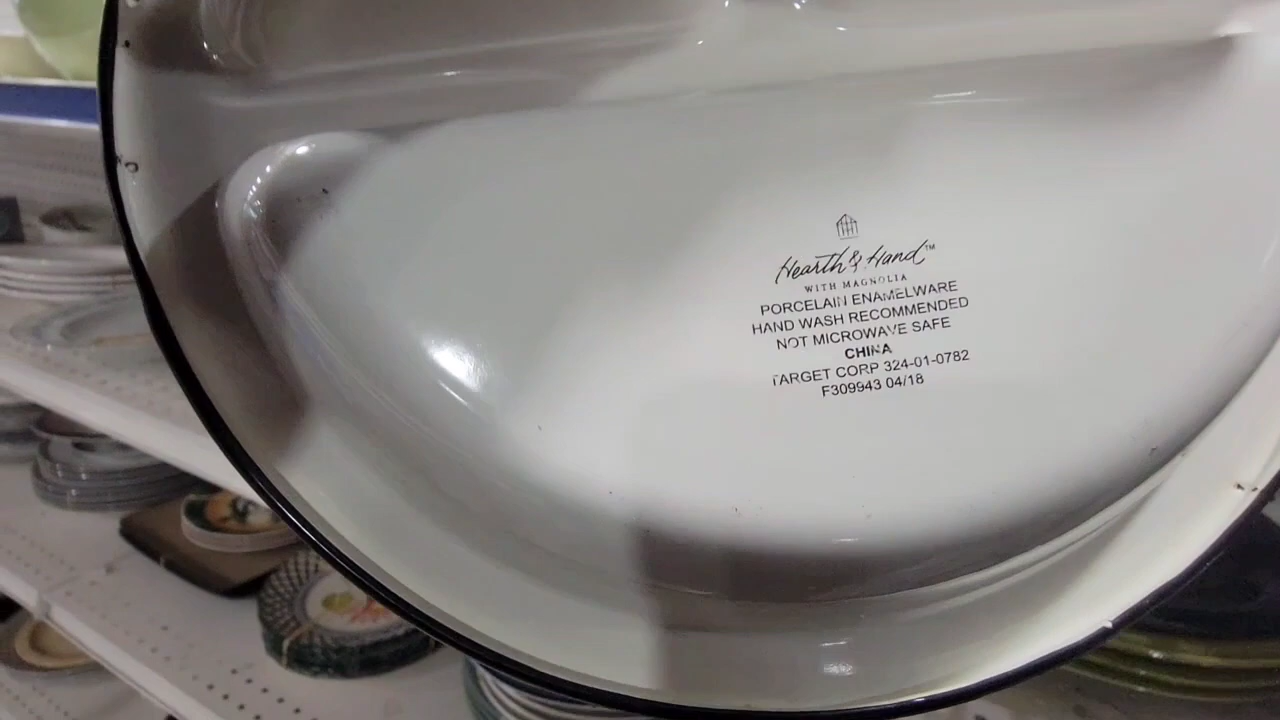 Hearth & Hand™
WITH MAGNOLIA
PORCELAIN ENAMELWARE
HAND WASH RECOMMENDED
NOT MICROWAVE SAFE
CHINA
TARGET CORP 324-01-0782
F309943 04/18